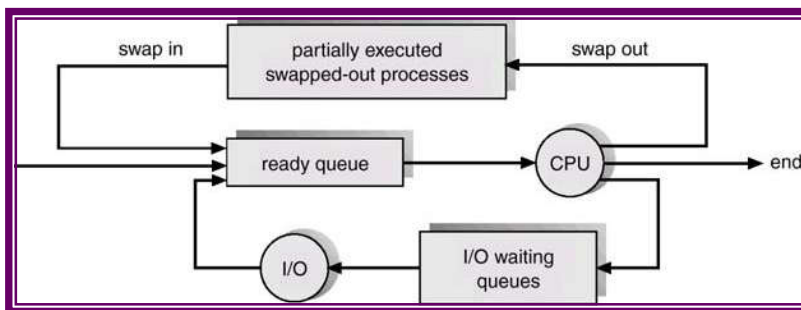 swap in
partially executed
swapped-out processes
swap out
ready queue
CPU
end
I/O
I/O waiting
queues